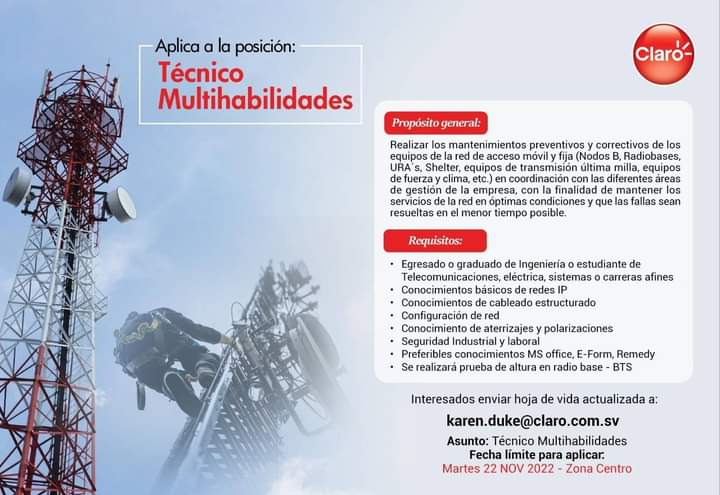 Aplica a la posición:
Técnico
Multihabilidades
Claro
Propósito general:
Realizar los mantenimientos preventivos y correctivos de los
equipos de la red de acceso móvil y fija (Nodos B, Radiobases,
URA´s, Shelter, equipos de transmisión última milla, equipos
de fuerza y clima, etc.) en coordinación con las diferentes áreas
de gestión de la empresa, con la finalidad de mantener los
servicios de la red en óptimas condiciones y que las fallas sean
resueltas en el menor tiempo posible.
Requisitos:
• Egresado o graduado de Ingeniería o estudiante de
Telecomunicaciones, eléctrica, sistemas o carreras afines
• Conocimientos básicos de redes IP
• Conocimientos de cableado estructurado
• Configuración de red
• Conocimiento de aterrizajes y polarizaciones
• Seguridad Industrial y laboral
• Preferibles conocimientos MS office, E-Form, Remedy
• Se realizará prueba de altura en radio base - BTS
Interesados enviar hoja de vida actualizada a:
karen.duke@claro.com.sv
Asunto: Técnico Multihabilidades
Fecha límite para aplicar:
Martes 22 NOV 2022 - Zona Centro